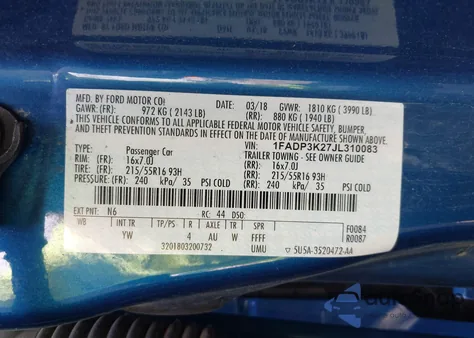 MFD. BY FORD MOTOR CO.
03/18 GVWR: 1810 KG ( 3990 LB)
GAWR: (FR): 972 KG ( 2143 LB) (RR): 880 KG ( 1940 LB)
THIS VEHICLE CONFORMS TO ALL APPLICABLE FEDERAL MOTOR VEHICLE SAFETY, BUMPER,
AND THEFT PREVENTION STANDARDS IN EFFECT ON THE DATE OF MANUFACTURE SHOWN ABOVE.
VIN: 1FADP3K27JL310083
TYPE: Passenger Car TRAILER TOWING - SEE OWNER GUIDE
RIM: (FR): 16x7.0J (RR): 16x7.0J
TIRE: (FR): 215/55R16 93H (RR): 215/55R16 93H
PRESSURE: (FR): 240 kPa/ 35 PSI COLD (RR): 240 kPa/ 35 PSI COLD
EXT PNT: N6 RC: 44 DSO: F0084
WB INT TR TP/PS R AXLE TR SPR R0087
YW 4 AU W FFFF
3201803200732 UMU 5U5A-3520472-AA